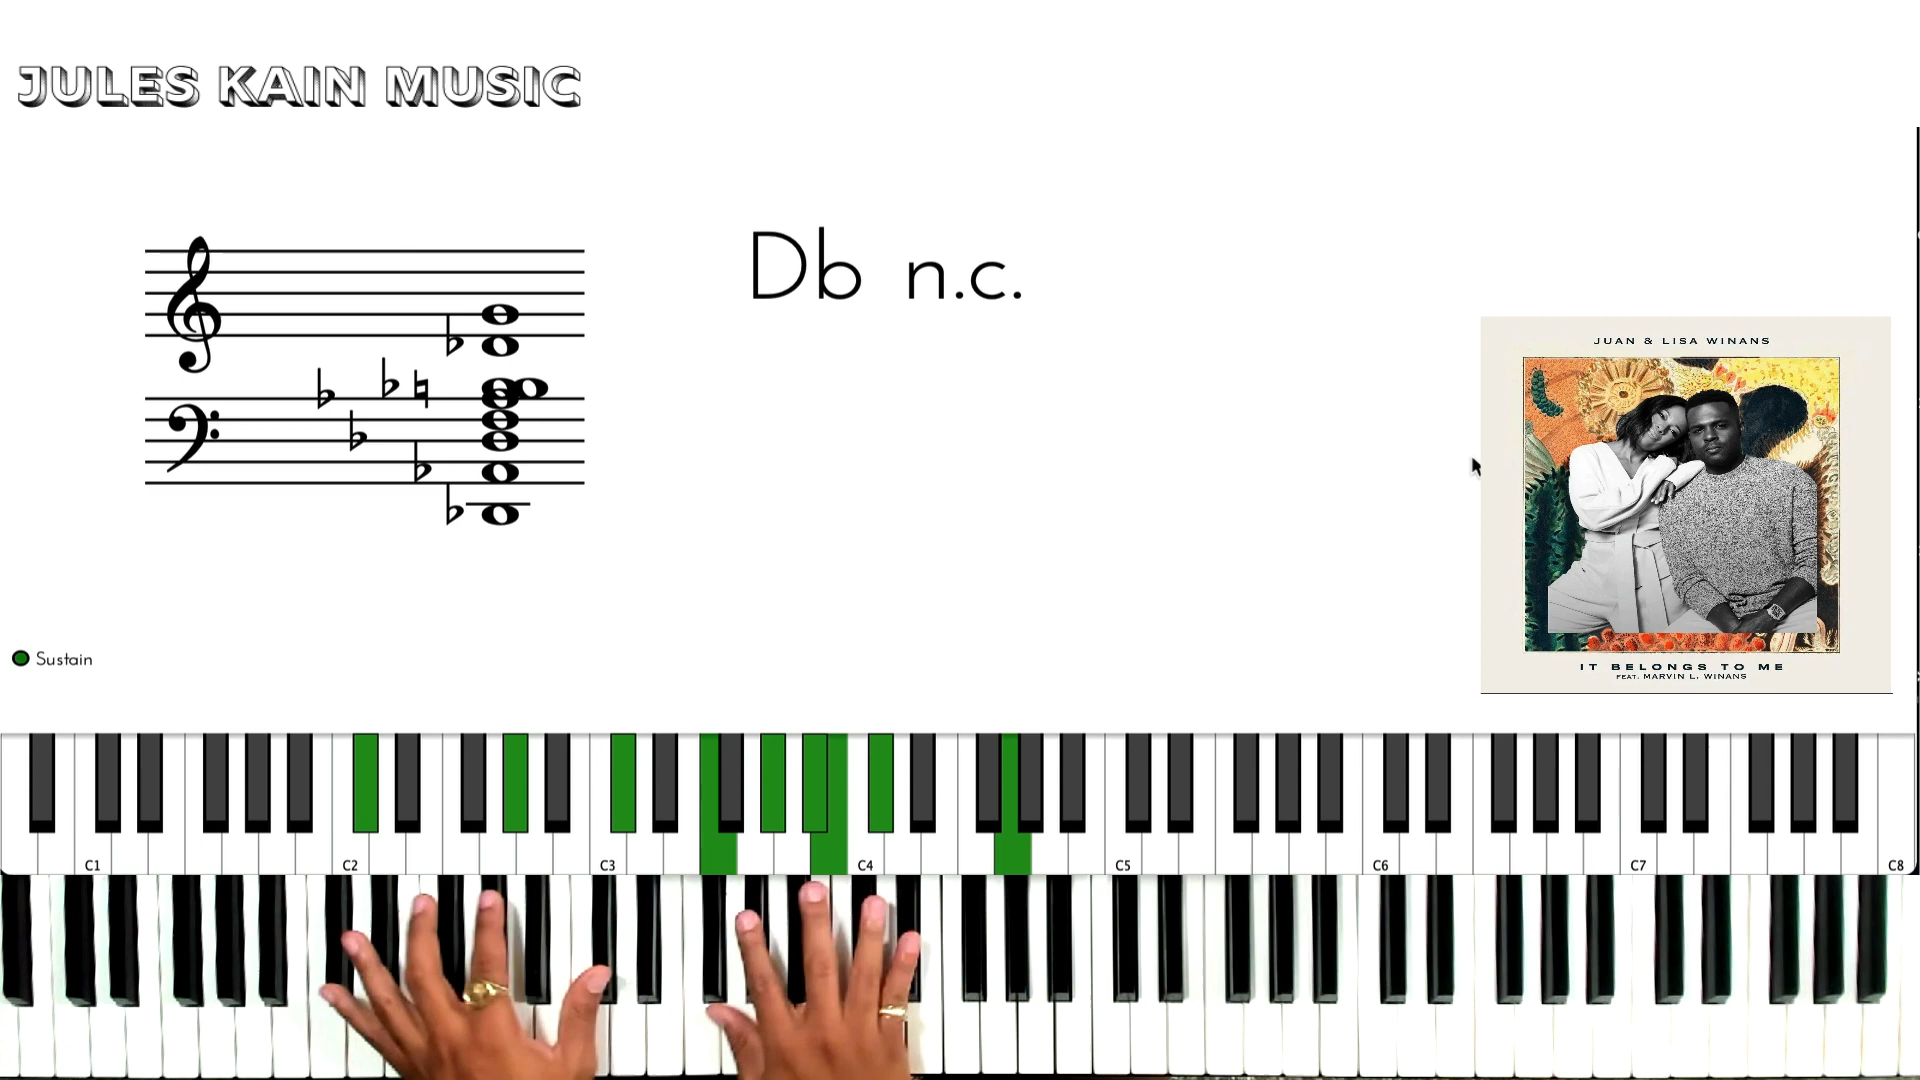 JULES KAIN MUSIC
Db n.c.
JUAN & LISA WINANS
IT BELONGS TO ME
FEAT. MARVIN L. WINANS
Sustain
C1 C2 C3 C4 C5 C6 C7 C8